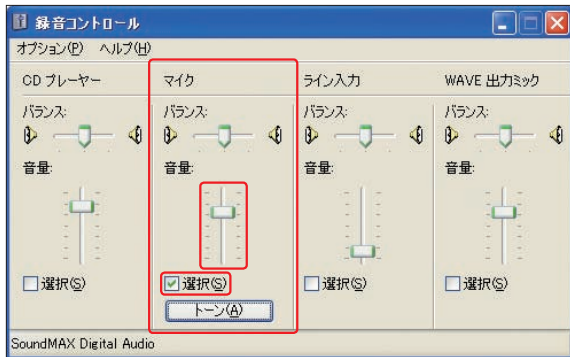 録音コントロール
オプション(P) ヘルプ(H)
CD プレーヤー マイク ライン入力 WAVE 出力ミック
バランス: バランス: バランス: バランス:
音量: 音量: 音量: 音量:
選択(S) 選択(S) 選択(S) 選択(S)
トーン(A)
SoundMAX Digital Audio